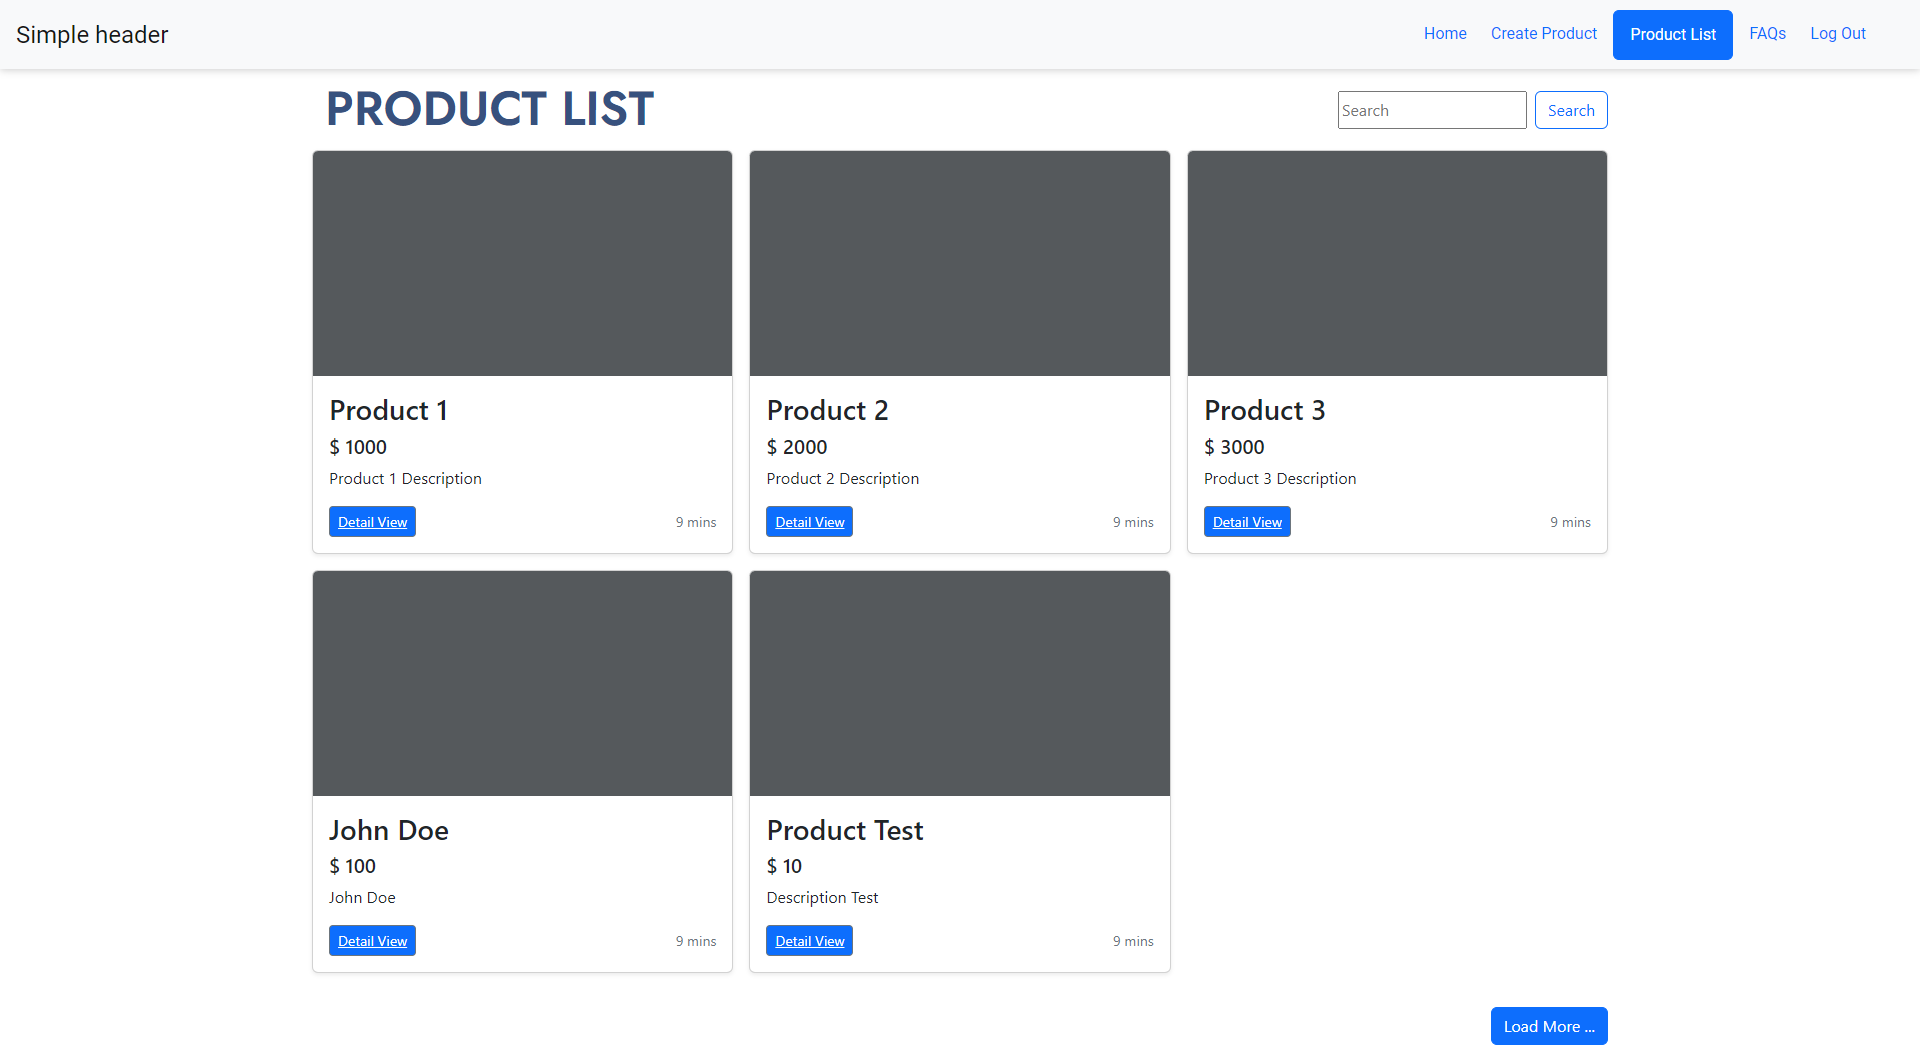 Simple header
Home Create Product Product List FAQs Log Out
PRODUCT LIST
Search Search
Product 1
$ 1000
Product 1 Description
Detail View 9 mins
Product 2
$ 2000
Product 2 Description
Detail View 9 mins
Product 3
$ 3000
Product 3 Description
Detail View 9 mins
John Doe
$ 100
John Doe
Detail View 9 mins
Product Test
$ 10
Description Test
Detail View 9 mins
Load More ...